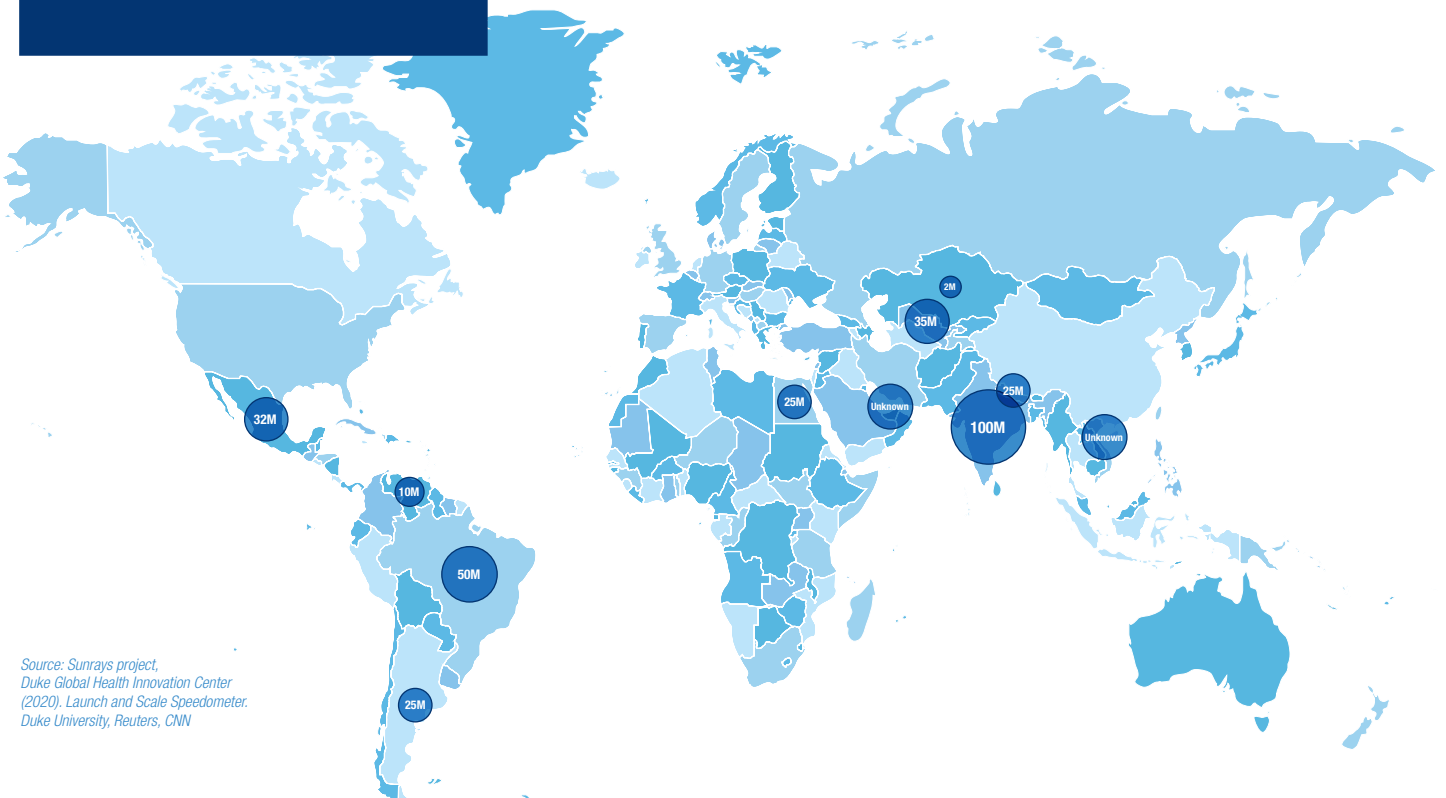 2M
35M
25M
25M
Unknown
32M
100M
Unknown
10M
50M
25M
Source: Sunrays project,
Duke Global Health Innovation Center
(2020). Launch and Scale Speedometer.
Duke University, Reuters, CNN